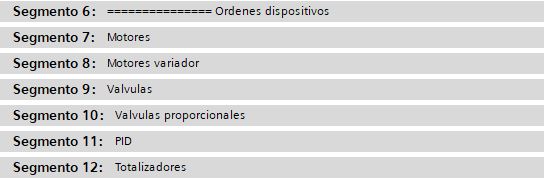 Segmento 6: =============== Ordenes dispositivos
Segmento 7: Motores
Segmento 8: Motores variador
Segmento 9: Valvulas
Segmento 10: Valvulas proporcionales
Segmento 11: PID
Segmento 12: Totalizadores